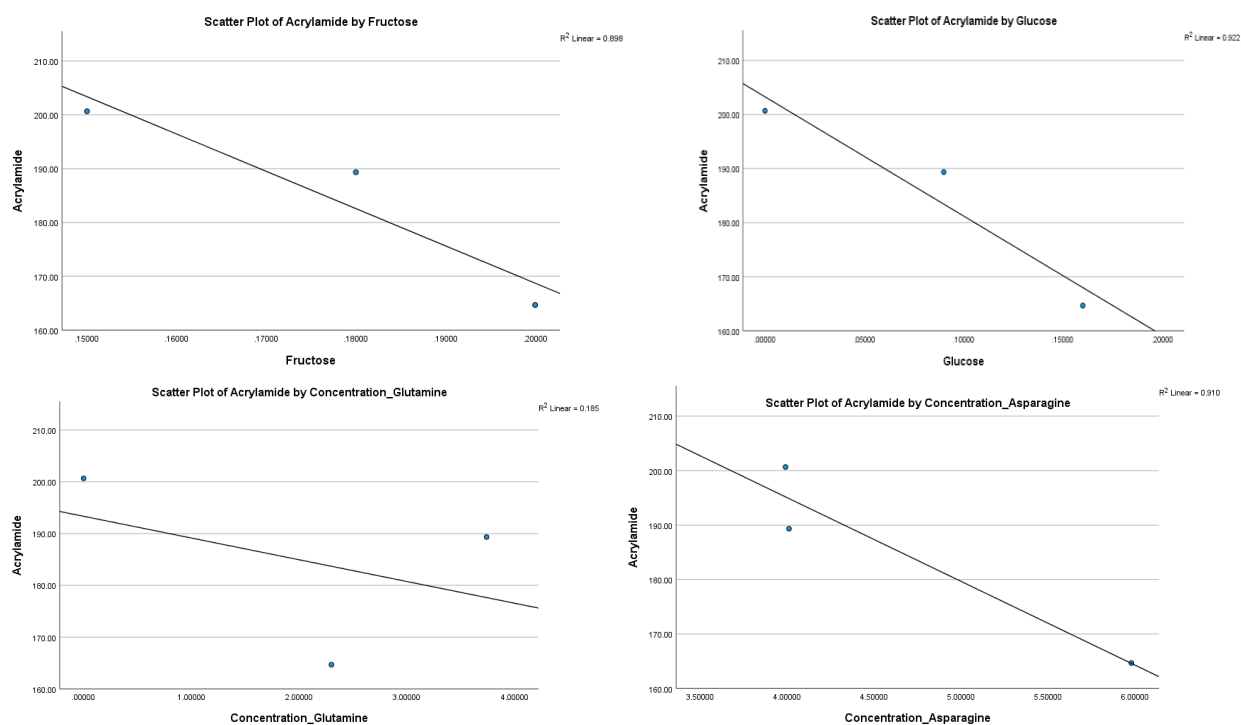 Scatter Plot of Acrylamide by Fructose
R2 Linear = 0.898
210.00
200.00
190.00
180.00
170.00
160.00
Acrylamide
.15000 .16000 .17000 .18000 .19000 .20000
Fructose
Scatter Plot of Acrylamide by Glucose
R2 Linear = 0.922
210.00
200.00
190.00
180.00
170.00
160.00
Acrylamide
.00000 .05000 .10000 .15000 .20000
Glucose
Scatter Plot of Acrylamide by Concentration_Glutamine
R2 Linear = 0.185
210.00
200.00
190.00
180.00
170.00
160.00
Acrylamide
.00000 1.00000 2.00000 3.00000 4.00000
Concentration_Glutamine
Scatter Plot of Acrylamide by Concentration_Asparagine
R2 Linear = 0.910
210.00
200.00
190.00
180.00
170.00
160.00
Acrylamide
3.50000 4.00000 4.50000 5.00000 5.50000 6.00000
Concentration_Asparagine